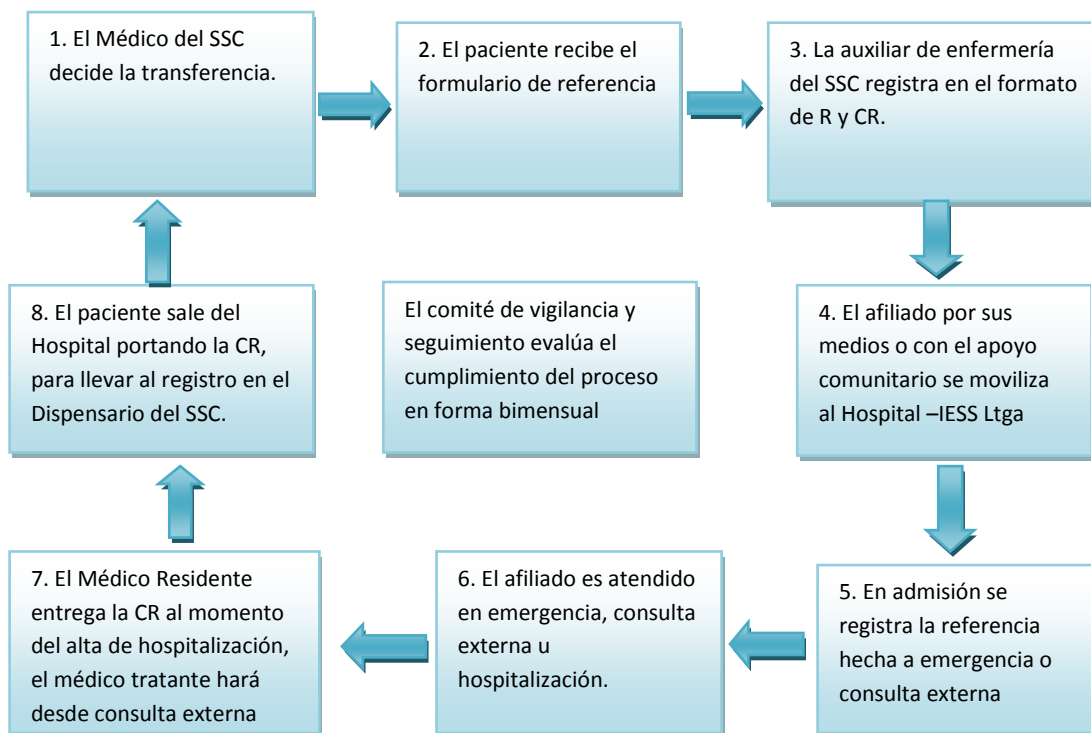 1. El Médico del SSC
decide la transferencia.
2. El paciente recibe el
formulario de referencia
3. La auxiliar de enfermería
del SSC registra en el formato
de R y CR.
4. El afiliado por sus
medios o con el apoyo
comunitario se moviliza
al Hospital –IESS Ltga
5. En admisión se
registra la referencia
hecha a emergencia o
consulta externa
6. El afiliado es atendido
en emergencia, consulta
externa u
hospitalización.
7. El Médico Residente
entrega la CR al momento
del alta de hospitalización,
el médico tratante hará
desde consulta externa
8. El paciente sale del
Hospital portando la CR,
para llevar al registro en el
Dispensario del SSC.
El comité de vigilancia y
seguimiento evalúa el
cumplimiento del proceso
en forma bimensual